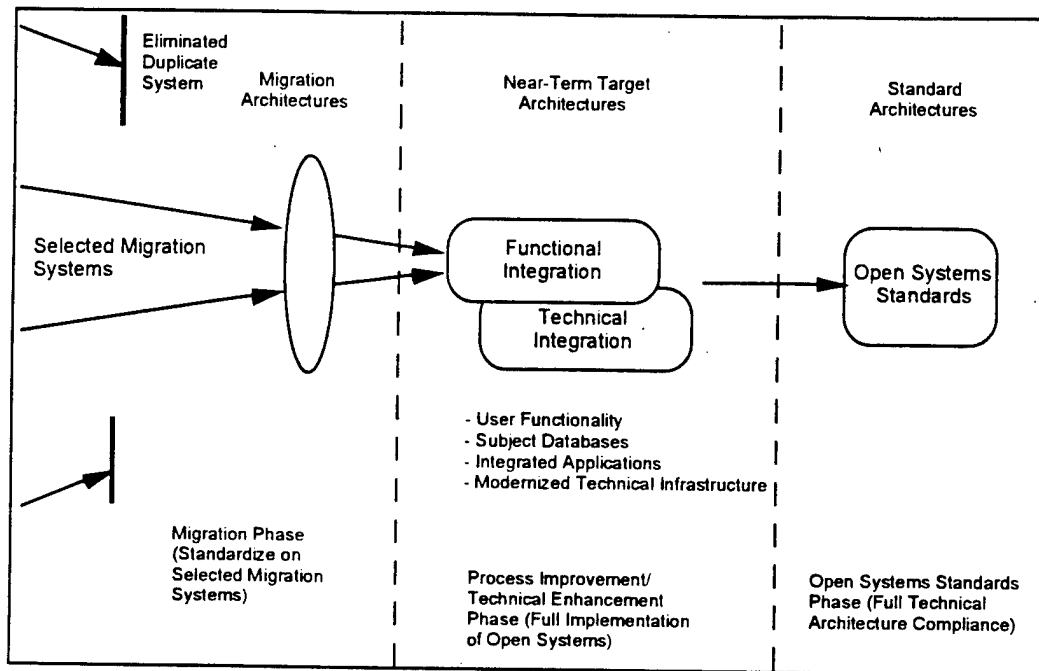 Eliminated
Duplicate
System
Migration
Architectures
Near-Term Target
Architectures
Standard
Architectures
Selected Migration
Systems
Functional
Integration
Technical
Integration
Open Systems
Standards
- User Functionality
- Subject Databases
- Integrated Applications
- Modernized Technical Infrastructure
Migration Phase
(Standardize on
Selected Migration
Systems)
Process Improvement/
Technical Enhancement
Phase (Full Implementation
of Open Systems)
Open Systems Standards
Phase (Full Technical
Architecture Compliance)